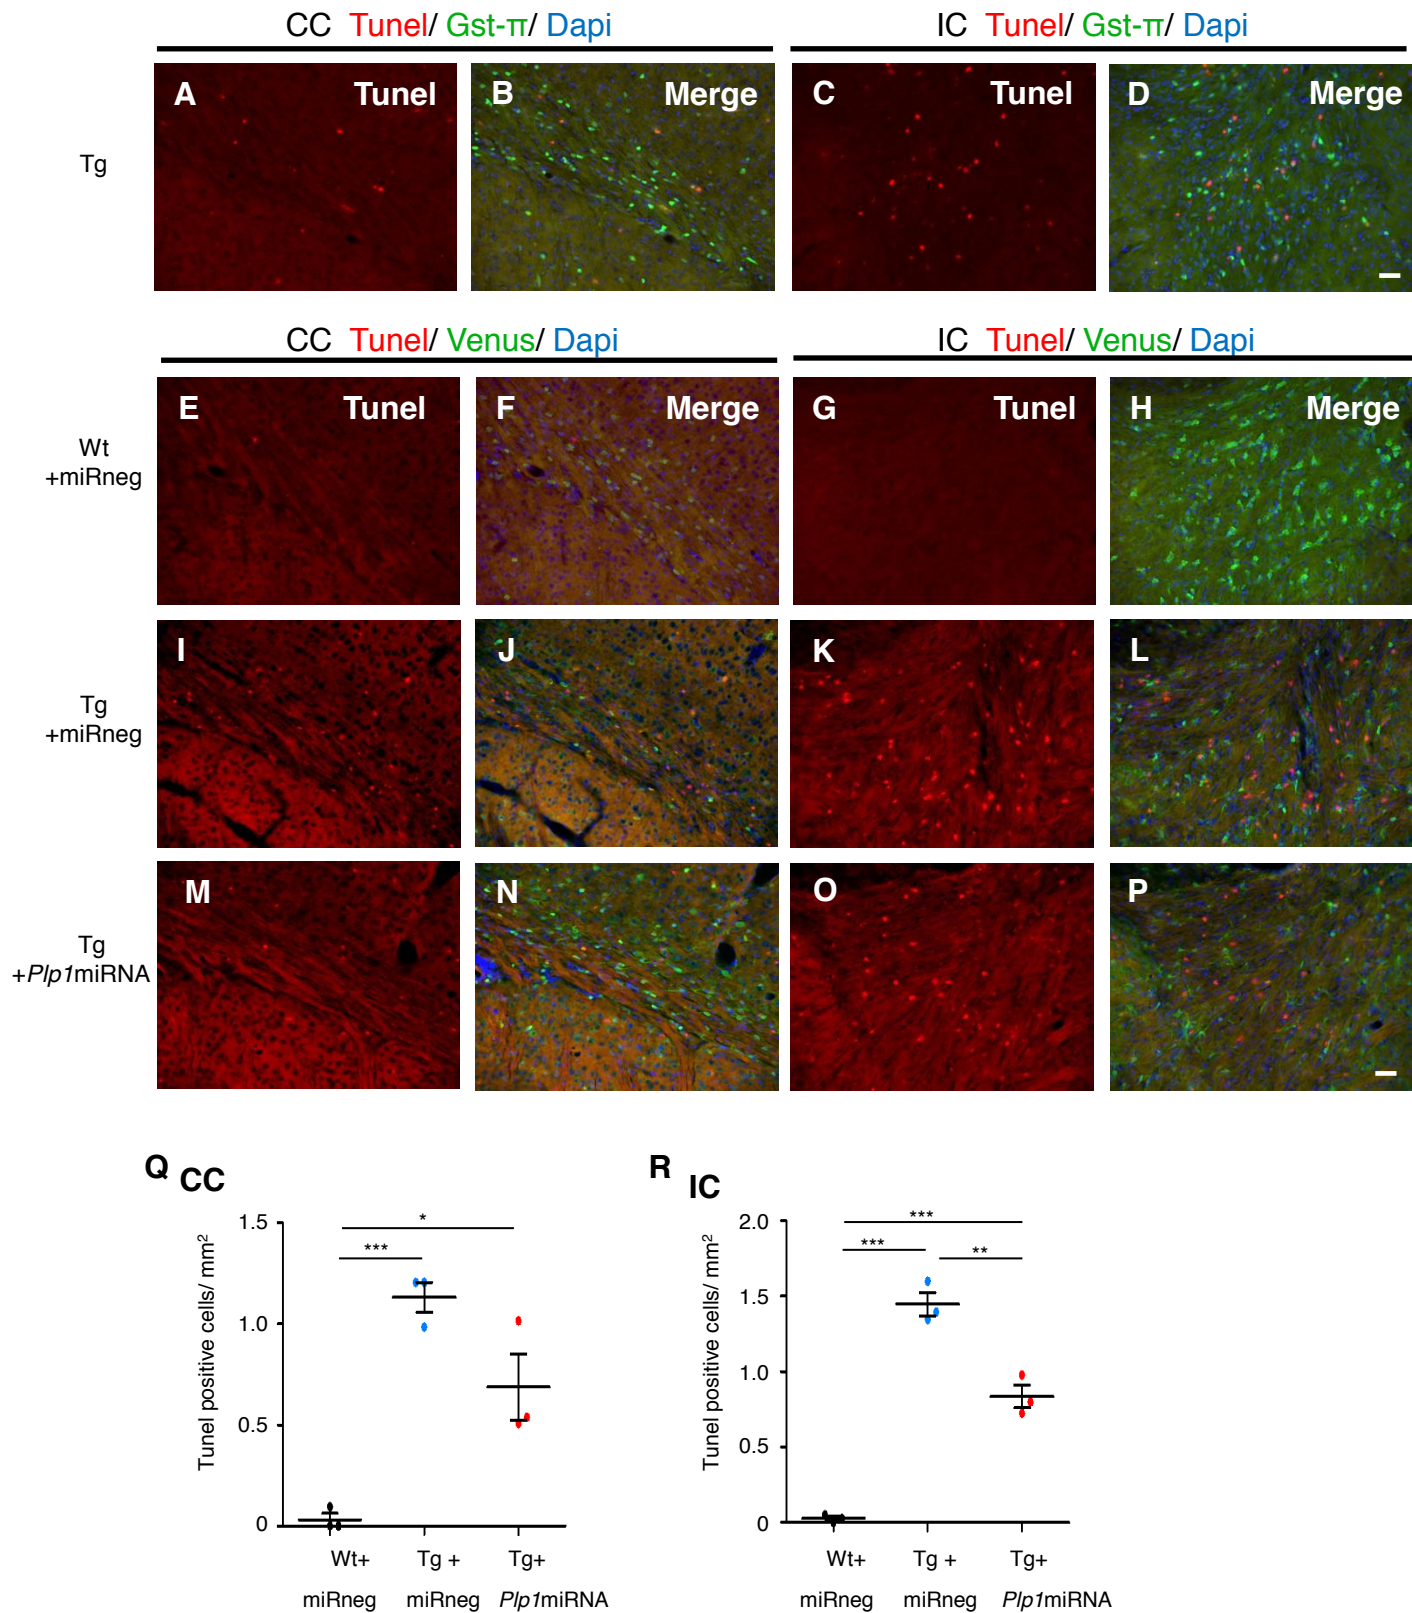 CC Tunel/ Gst-π/ Dapi
IC Tunel/ Gst-π/ Dapi
Tg
A Tunel
B Merge
C Tunel
D Merge
CC Tunel/ Venus/ Dapi
IC Tunel/ Venus/ Dapi
Wt
+miRneg
E Tunel
F Merge
G Tunel
H Merge
Tg
+miRneg
I
J
K
L
Tg
+Plp1miRNA
M
N
O
P
Q CC
Tunel positive cells/ mm²
1.5
1.0
0.5
0
*
***
Wt+
miRneg
Tg +
miRneg
Tg+
Plp1miRNA
R IC
Tunel positive cells/ mm²
2.0
1.5
1.0
0.5
0
***
***
**
Wt+
miRneg
Tg +
miRneg
Tg+
Plp1miRNA